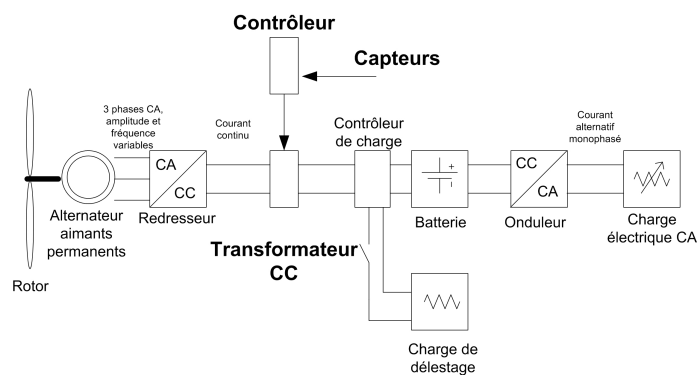 Contrôleur
Capteurs
3 phases CA,
amplitude et
fréquence
variables
Courant
continu
Contrôleur
de charge
Courant
alternatif
monophasé
CA
CC
+
-
CC
CA
Alternateur
aimants
permanents
Redresseur
Batterie
Onduleur
Charge
électrique CA
Transformateur
CC
Rotor
Charge de
délestage